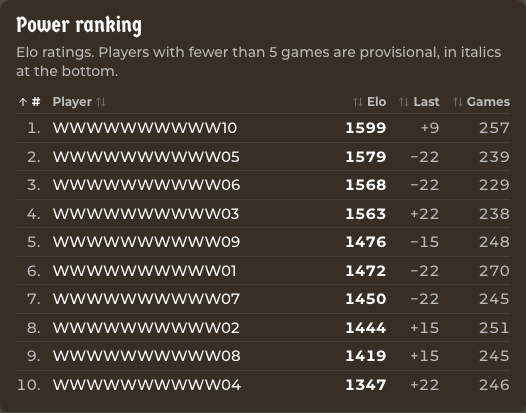 Power ranking
Elo ratings. Players with fewer than 5 games are provisional, in italics
at the bottom.
↑ # Player ↑↓ ↑↓ Elo ↑↓ Last ↑↓ Games
1. WWWWWWWWWW10 1599 +9 257
2. WWWWWWWWWW05 1579 −22 239
3. WWWWWWWWWW06 1568 −22 229
4. WWWWWWWWWW03 1563 +22 238
5. WWWWWWWWWW09 1476 −15 248
6. WWWWWWWWWW01 1472 −22 270
7. WWWWWWWWWW07 1450 −22 245
8. WWWWWWWWWW02 1444 +15 251
9. WWWWWWWWWW08 1419 +15 245
10. WWWWWWWWWW04 1347 +22 246